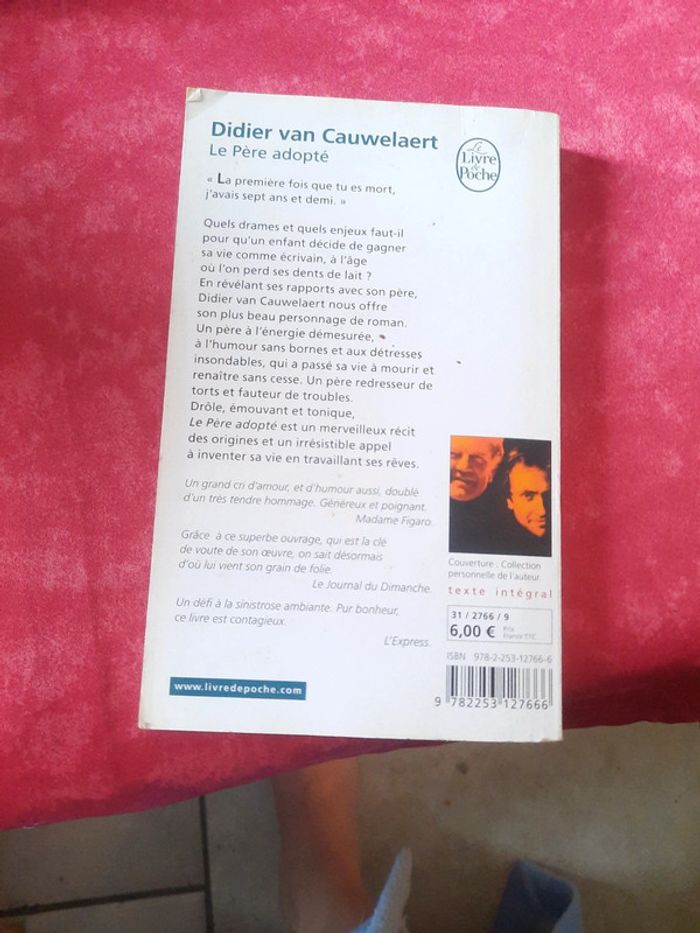 Didier van Cauwelaert
Le Père adopté
Le
Livre
de
Poche
« La première fois que tu es mort,
j'avais sept ans et demi. »
Quels drames et quels enjeux faut-il
pour qu'un enfant décide de gagner
sa vie comme écrivain, à l'âge
où l'on perd ses dents de lait ?
En révélant ses rapports avec son père,
Didier van Cauwelaert nous offre
son plus beau personnage de roman.
Un père à l'énergie démesurée,
à l'humour sans bornes et aux détresses
insondables, qui a passé sa vie à mourir et
renaître sans cesse. Un père redresseur de
torts et fauteur de troubles.
Drôle, émouvant et tonique,
Le Père adopté est un merveilleux récit
des origines et un irrésistible appel
à inventer sa vie en travaillant ses rêves.
Un grand cri d'amour, et d'humour aussi, doublé
d'un très tendre hommage. Généreux et poignant.
Madame Figaro.
Grâce à ce superbe ouvrage, qui est la clé
de voute de son œuvre, on sait désormais
d'où lui vient son grain de folie.
Le Journal du Dimanche.
Un défi à la sinistrose ambiante. Pur bonheur,
ce livre est contagieux.
L'Express.
www.livredepoche.com
Couverture : Collection
personnelle de l'auteur.
texte intégral
31 / 2766 / 9
6,00 € Prix
France TTC
ISBN 978-2-253-12766-6
9 782253 127666